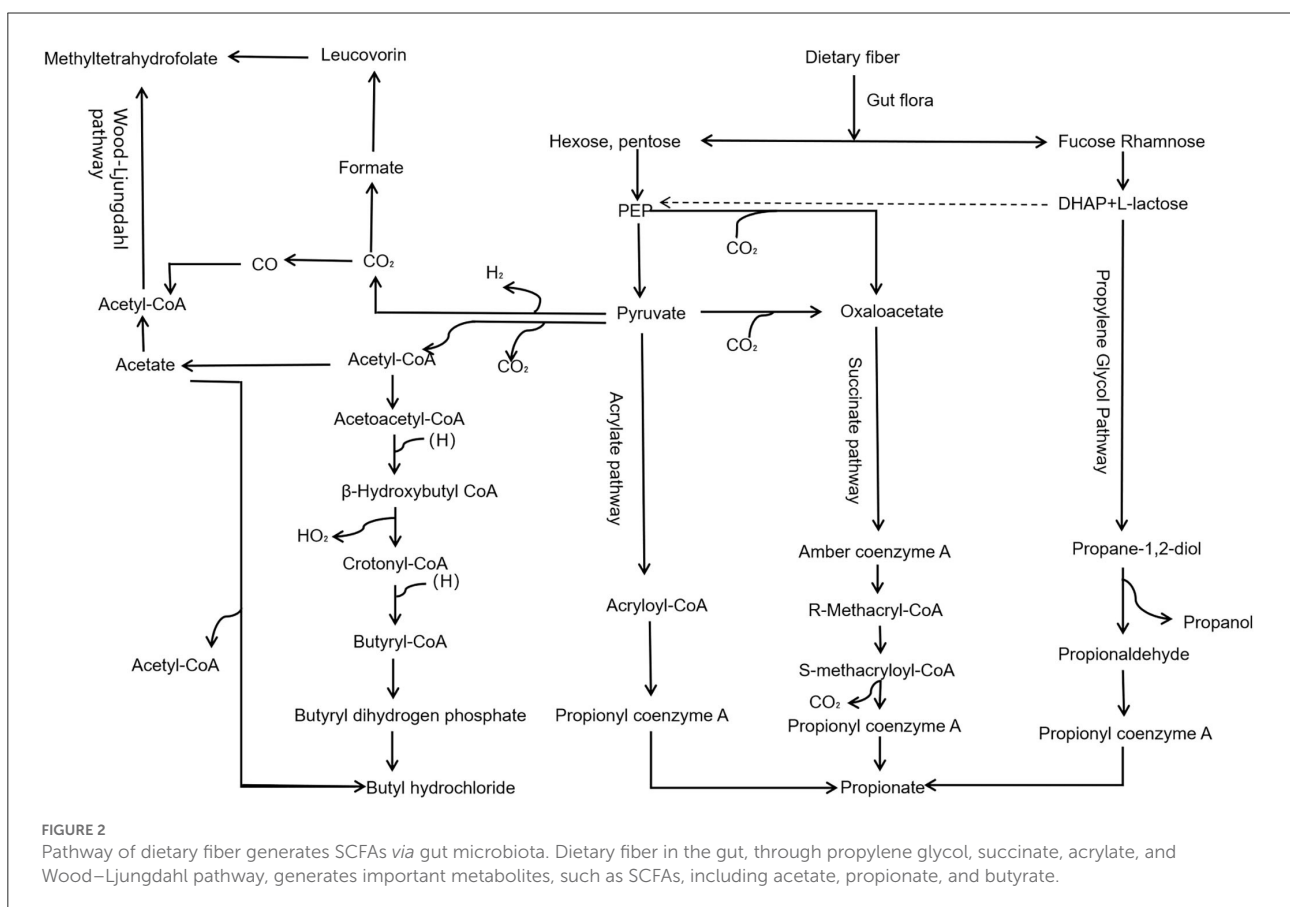 Methyltetrahydrofolate
Leucovorin
Dietary fiber
Gut flora
Wood-Ljungdahl
pathway
Formate
Hexose, pentose
Fucose Rhamnose
PEP
DHAP+L-lactose
CO₂
CO
CO₂
H₂
Acetyl-CoA
Pyruvate
Oxaloacetate
CO₂
Acetate
Acetyl-CoA
CO₂
Acetoacetyl-CoA
(H)
Acrylate pathway
Succinate pathway
Propylene Glycol Pathway
β-Hydroxybutyl CoA
HO₂
Crotonyl-CoA
(H)
Amber coenzyme A
Propane-1,2-diol
Acryloyl-CoA
R-Methacryl-CoA
Propanol
Butyryl-CoA
Acetyl-CoA
S-methacryloyl-CoA
Propionaldehyde
CO₂
Butyryl dihydrogen phosphate
Propionyl coenzyme A
Propionyl coenzyme A
Propionyl coenzyme A
Butyl hydrochloride
Propionate
FIGURE 2
Pathway of dietary fiber generates SCFAs via gut microbiota. Dietary fiber in the gut, through propylene glycol, succinate, acrylate, and
Wood–Ljungdahl pathway, generates important metabolites, such as SCFAs, including acetate, propionate, and butyrate.